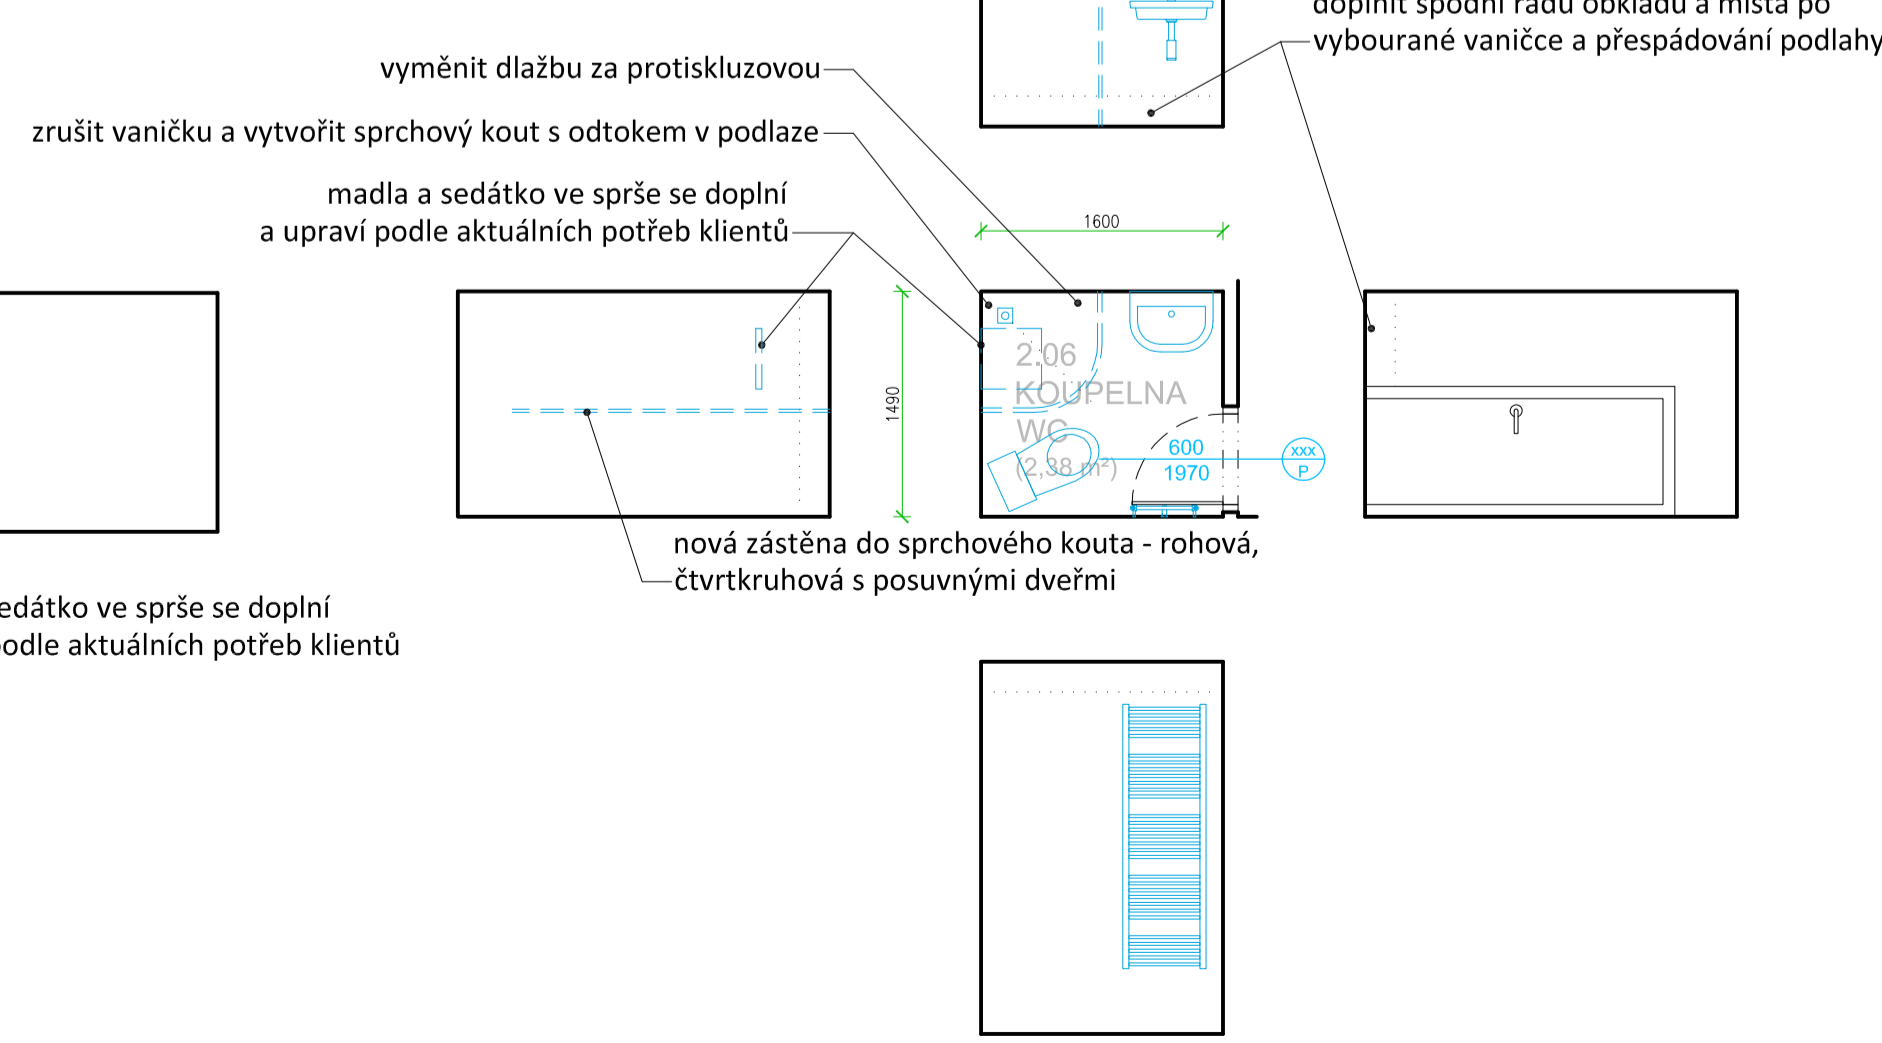 doplnit spodní řadu obkladu a místa po
vybourané vaničce a přespádování podlahy
vyměnit dlažbu za protiskluzovou
zrušit vaničku a vytvořit sprchový kout s odtokem v podlaze
madla a sedátko ve sprše se doplní
a upraví podle aktuálních potřeb klientů
1600
1490
2.06
KOUPELNA
WC
(2,38 m²)
600
1970
xxx
P
nová zástěna do sprchového kouta - rohová,
čtvrtkruhová s posuvnými dveřmi
edátko ve sprše se doplní
podle aktuálních potřeb klientů